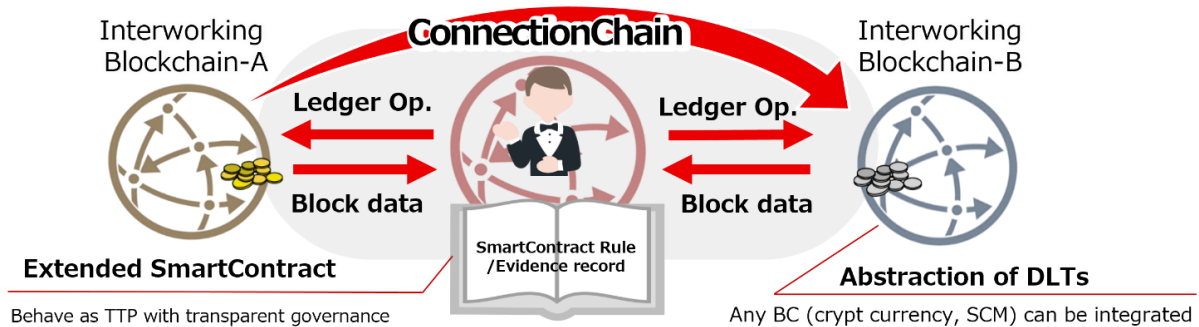 ConnectionChain
Interworking
Blockchain-A
Interworking
Blockchain-B
Ledger Op.
Ledger Op.
Block data
Block data
SmartContract Rule
/Evidence record
Extended SmartContract
Behave as TTP with transparent governance
Abstraction of DLTs
Any BC (crypt currency, SCM) can be integrated